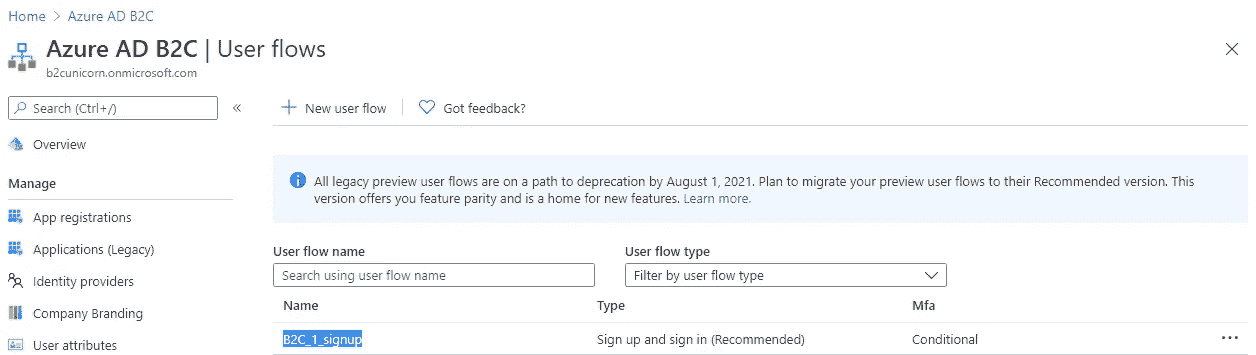 Home > Azure AD B2C
Azure AD B2C | User flows
b2cunicorn.onmicrosoft.com
Search (Ctrl+/)
«
Overview
Manage
App registrations
Applications (Legacy)
Identity providers
Company Branding
User attributes
New user flow
Got feedback?
All legacy preview user flows are on a path to deprecation by August 1, 2021. Plan to migrate your preview user flows to their Recommended version. This
version offers you feature parity and is a home for new features. Learn more.
User flow name
Search using user flow name
User flow type
Filter by user flow type
Name Type Mfa
B2C_1_signup Sign up and sign in (Recommended) Conditional